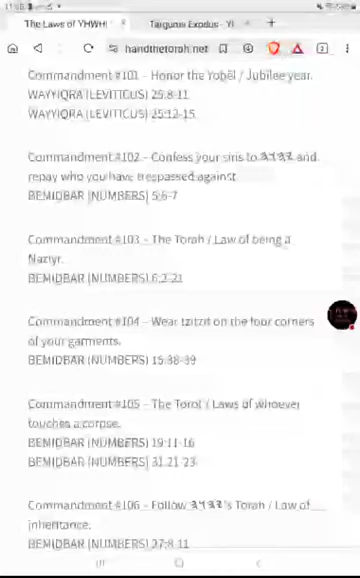 The Laws of YHWH
Targums Exodus - Yl
handthetorah.net
Commandment #101 - Honor the Yobel / Jubilee year.
WAYYIQRA (LEVITICUS) 25:8-11
WAYYIQRA (LEVITICUS) 25:12-15
Commandment #102 - Confess your sins to 𐤉𐤄𐤅𐤄 and
repay who you have trespassed against
BEMIDBAR (NUMBERS) 5:6-7
Commandment #103 - The Torah / Law of being a
Naziyr.
BEMIDBAR (NUMBERS) 6:2-21
Commandment #104 - Wear tzitzit on the four corners
of your garments.
BEMIDBAR (NUMBERS) 15:38-39
Commandment #105 - The Torot / Laws of whoever
touches a corpse.
BEMIDBAR (NUMBERS) 19:11-16
BEMIDBAR (NUMBERS) 31:21-23
Commandment #106 - Follow 𐤉𐤄𐤅𐤄's Torah / Law of
inheritance.
BEMIDBAR (NUMBERS) 27:8-11